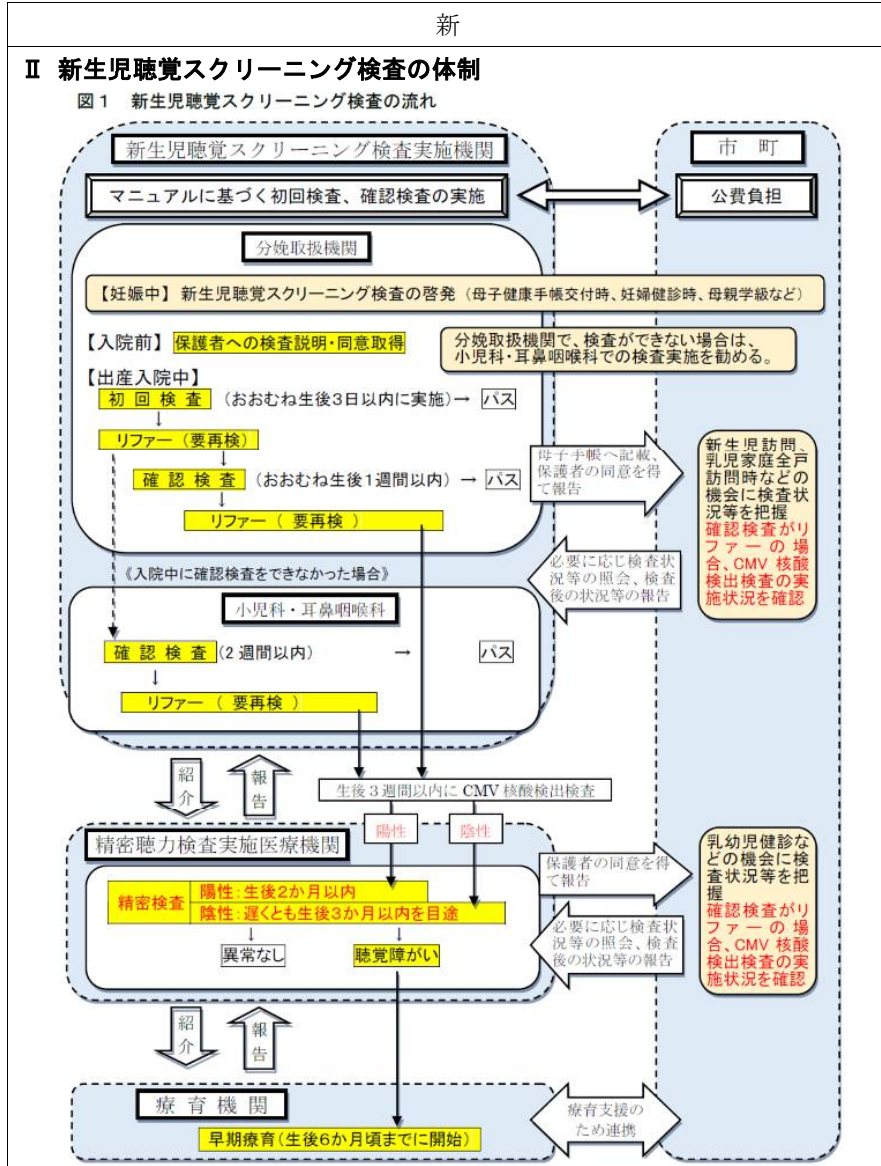 新
Ⅱ 新生児聴覚スクリーニング検査の体制
図1 新生児聴覚スクリーニング検査の流れ
新生児聴覚スクリーニング検査実施機関
市 町
マニュアルに基づく初回検査、確認検査の実施
公費負担
分娩取扱機関
【妊娠中】新生児聴覚スクリーニング検査の啓発(母子健康手帳交付時、妊婦健診時、母親学級など)
【入院前】保護者への検査説明・同意取得
分娩取扱機関で、検査ができない場合は、
小児科・耳鼻咽喉科での検査実施を勧める。
【出産入院中】
初 回 検 査 (おおむね生後3日以内に実施)→ パス
↓
リファー(要再検)
↓
確 認 検 査 (おおむね生後1週間以内) → パス
↓
リファー( 要再検 )
母子手帳へ記載、
保護者の同意を得
て報告
新生児訪問、
乳児家庭全戸
訪問時などの
機会に検査状
況等を把握
確認検査がリ
ファーの場
合、CMV 核酸
検出検査の実
施状況を確認
必要に応じ検査状
況等の照会、検査
後の状況等の報告
《入院中に確認検査をできなかった場合》
小児科・耳鼻咽喉科
確 認 検 査 (2 週間以内) → パス
↓
リファー ( 要再検 )
紹
介
報
告
生後3週間以内に CMV 核酸検出検査
陽性
陰性
精密聴力検査実施医療機関
精密検査
陽性:生後2か月以内
陰性:遅くとも生後3か月以内を目途
↓ ↓
異常なし 聴覚障がい
保護者の同意を得
て報告
乳幼児健診な
どの機会に検
査状況等を把
握
確認検査がリ
ファーの場
合、CMV 核酸
検出検査の実
施状況を確認
必要に応じ検査状
況等の照会、検査
後の状況等の報告
紹
介
報
告
療 育 機 関
早期療育(生後6か月頃までに開始)
療育支援の
ため連携